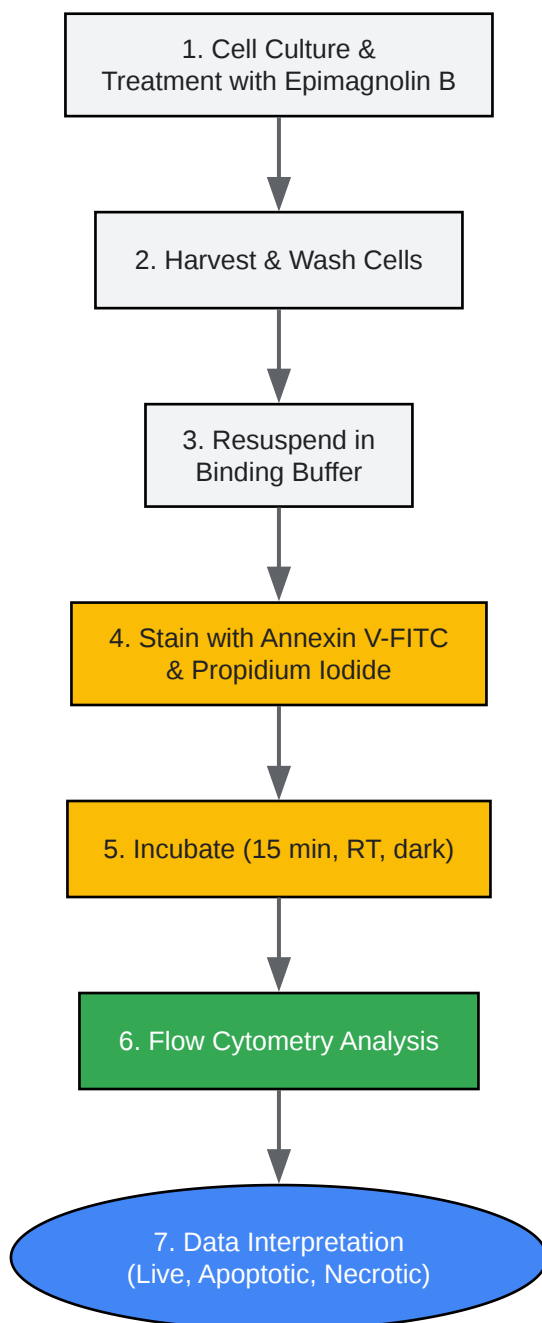 1. Cell Culture &
Treatment with Epimagnolin B
2. Harvest & Wash Cells
3. Resuspend in
Binding Buffer
4. Stain with Annexin V-FITC
& Propidium Iodide
5. Incubate (15 min, RT, dark)
6. Flow Cytometry Analysis
7. Data Interpretation
(Live, Apoptotic, Necrotic)